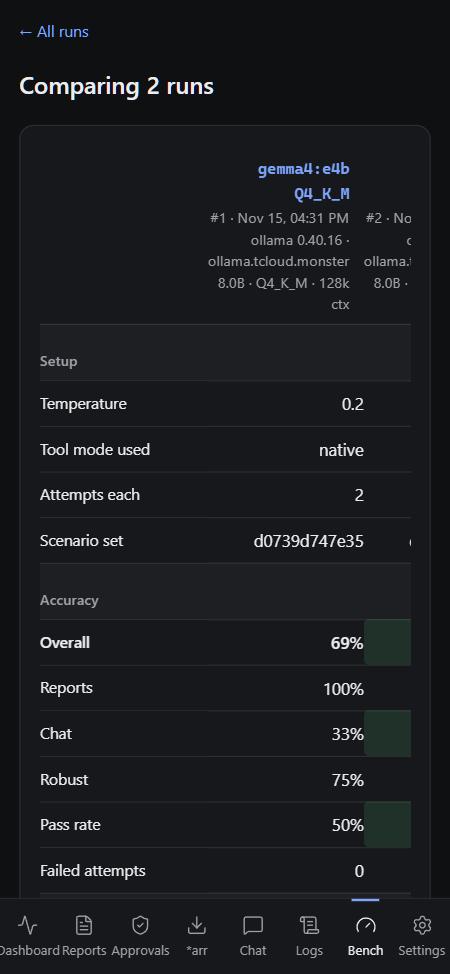 ← All runs
Comparing 2 runs
gemma4:e4b
Q4_K_M
#1 · Nov 15, 04:31 PM #2 · No
ollama 0.40.16 ·
ollama.tcloud.monster ollama.t
8.0B · Q4_K_M · 128k 8.0B ·
ctx
Setup
Temperature 0.2
Tool mode used native
Attempts each 2
Scenario set d0739d747e35
Accuracy
Overall 69%
Reports 100%
Chat 33%
Robust 75%
Pass rate 50%
Failed attempts 0
Dashboard Reports Approvals *arr Chat Logs Bench Settings